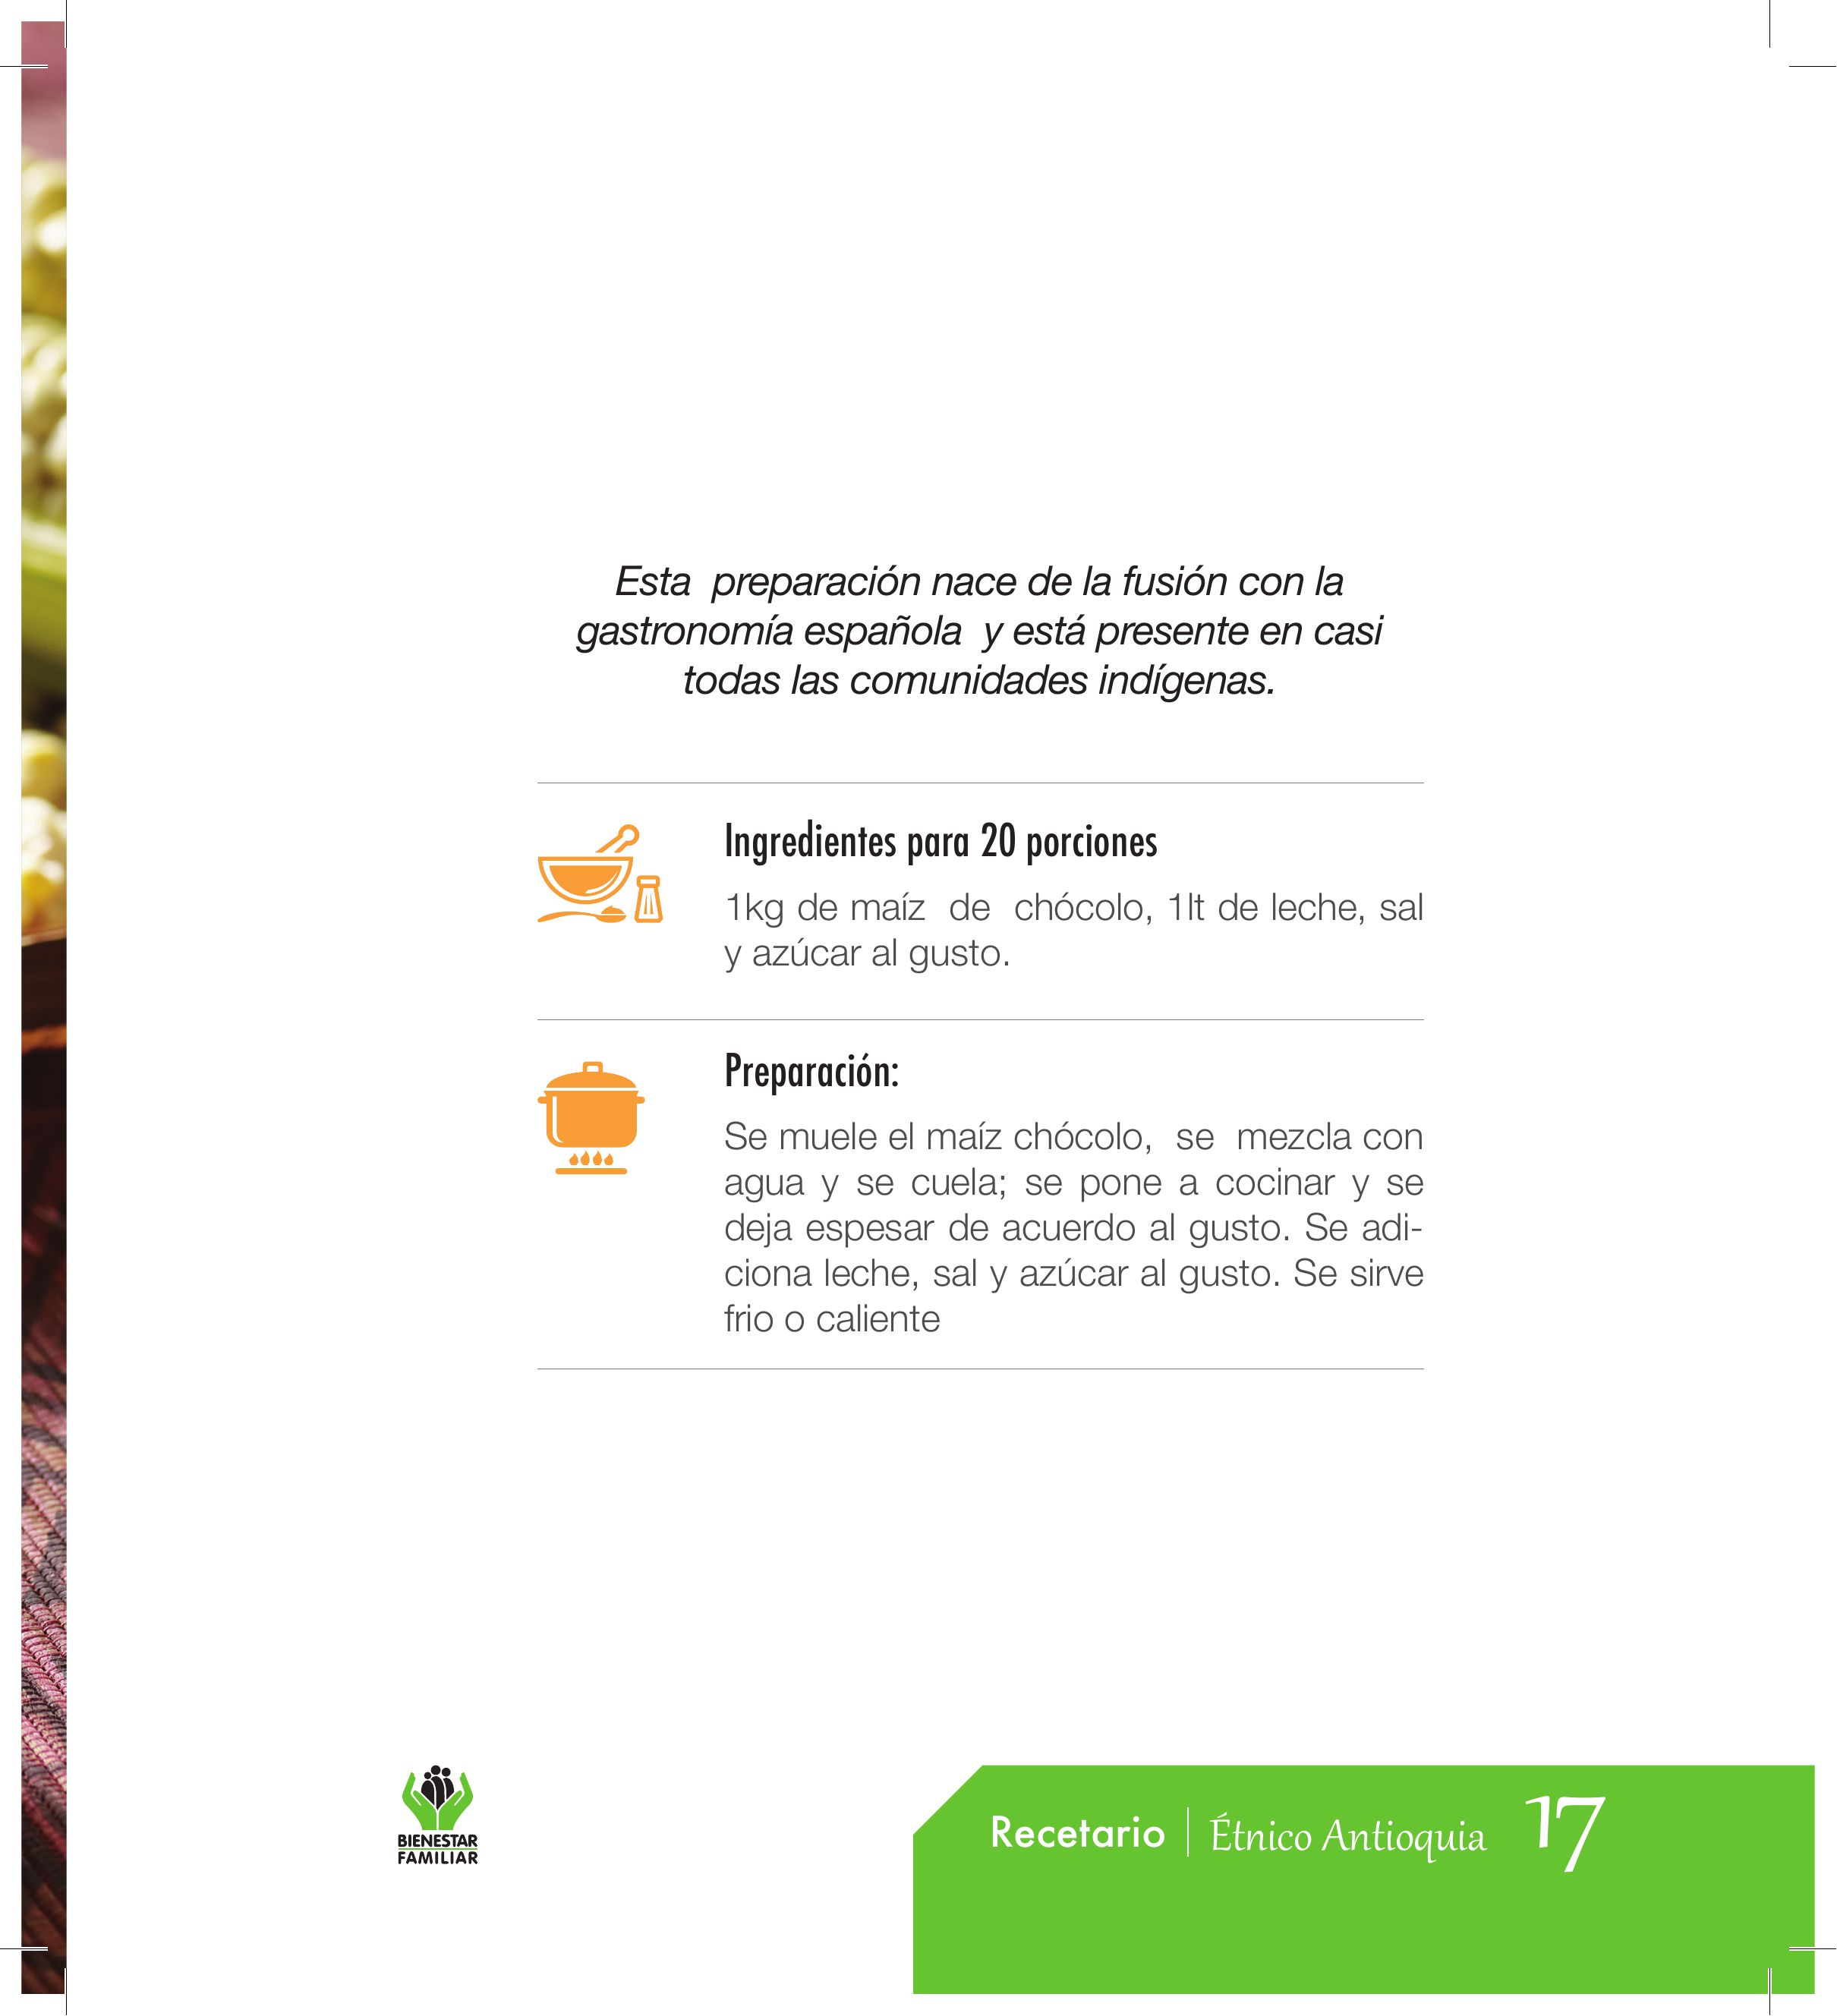 Esta  preparación nace de la fusión con la
gastronomía española  y está presente en casi
todas las comunidades indígenas.
Ingredientes para 20 porciones
1kg de maíz  de  chócolo, 1lt de leche, sal
y azúcar al gusto.
Preparación:
Se muele el maíz chócolo,  se  mezcla con
agua y se cuela; se pone a cocinar y se
deja espesar de acuerdo al gusto. Se adi-
ciona leche, sal y azúcar al gusto. Se sirve
frio o caliente
BIENESTAR
FAMILIAR
Recetario | Étnico Antioquia 17